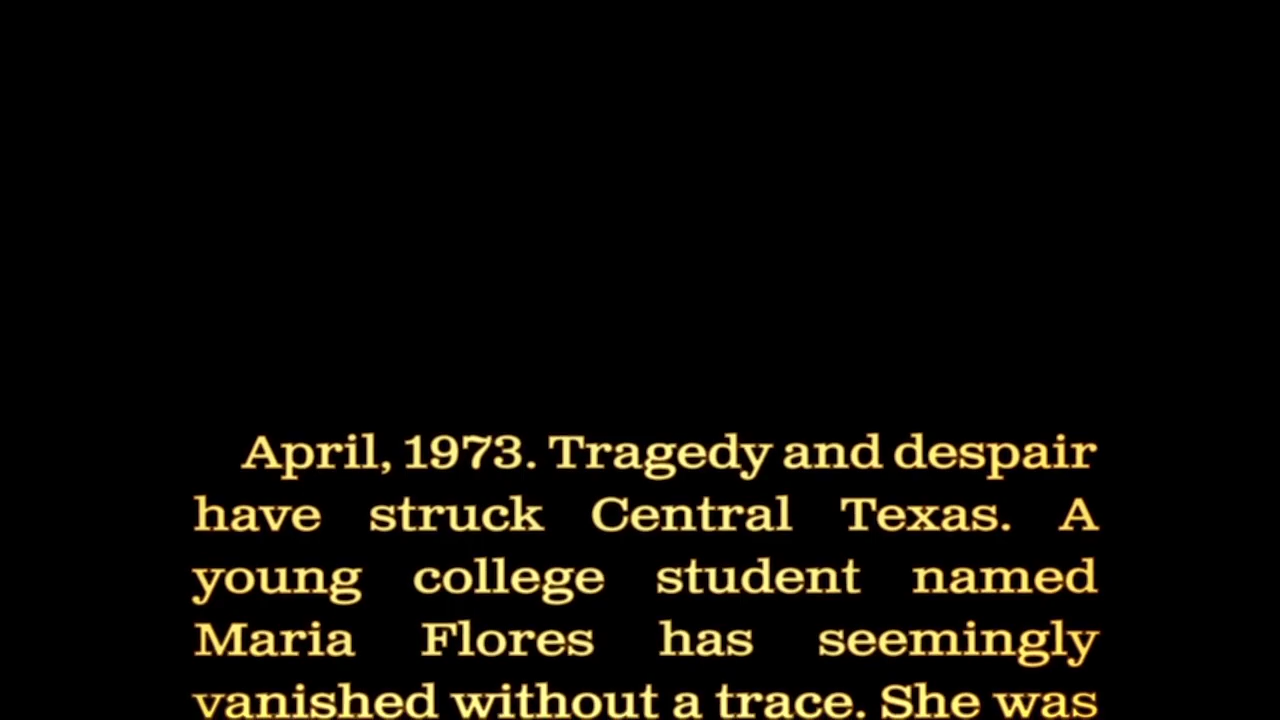 April, 1973. Tragedy and despair
have struck Central Texas. A
young college student named
Maria Flores has seemingly
vanished without a trace. She was